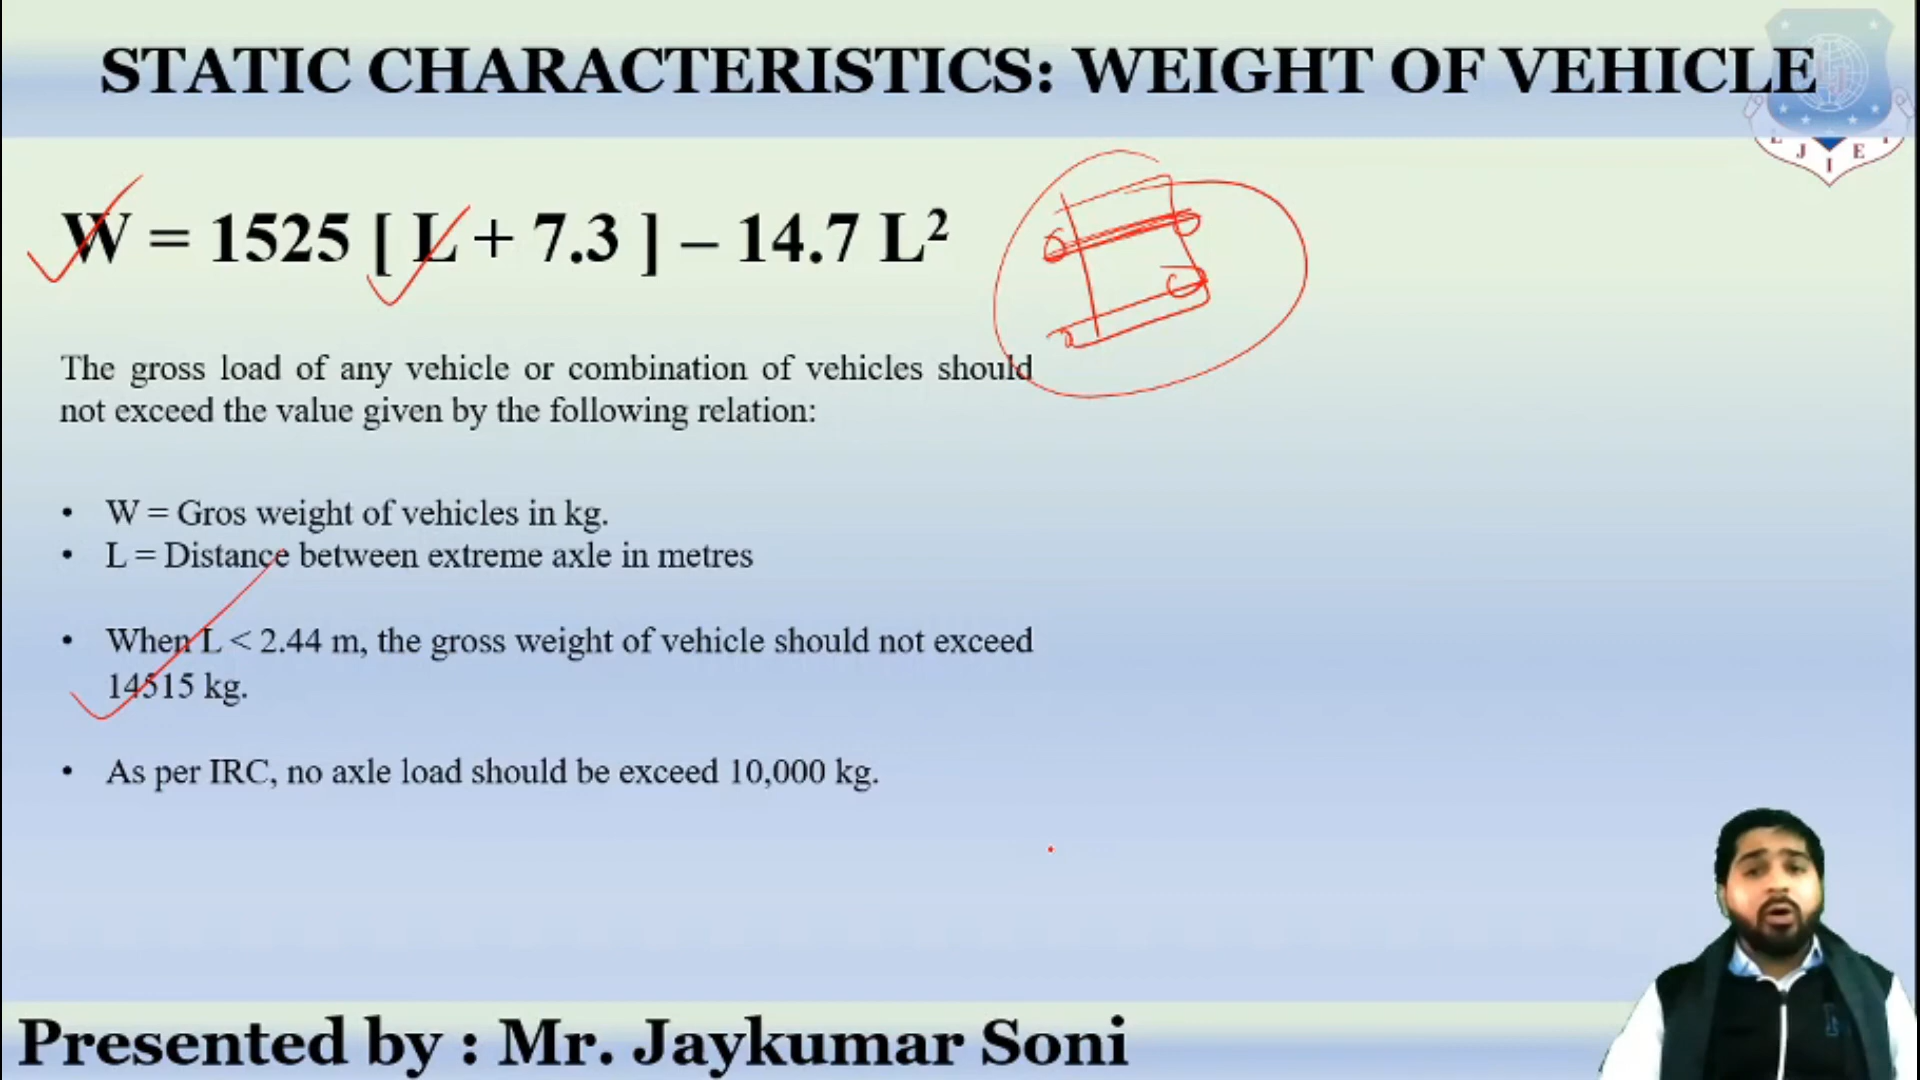 STATIC CHARACTERISTICS: WEIGHT OF VEHICLE
L J I E T
W = 1525 [ L + 7.3 ] – 14.7 L²
The gross load of any vehicle or combination of vehicles should
not exceed the value given by the following relation:
• W = Gros weight of vehicles in kg.
• L = Distance between extreme axle in metres
• When L < 2.44 m, the gross weight of vehicle should not exceed
14515 kg.
• As per IRC, no axle load should be exceed 10,000 kg.
Presented by : Mr. Jaykumar Soni